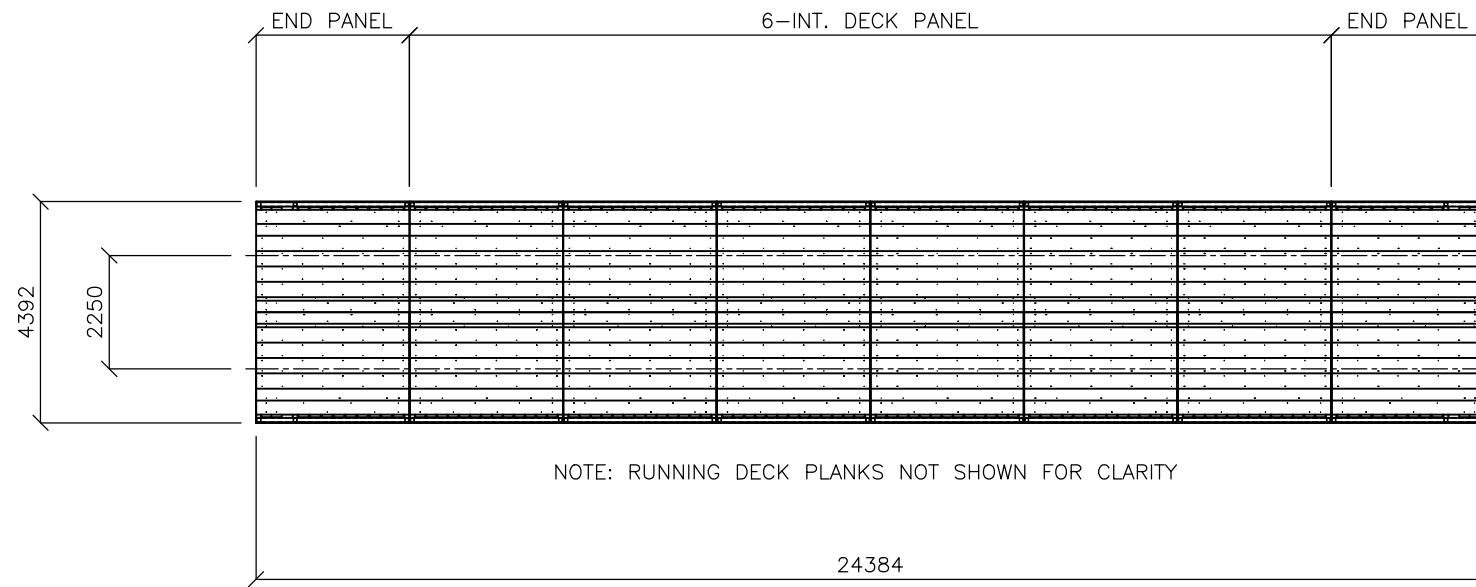 END PANEL
6-INT. DECK PANEL
END PANEL
4392
2250
NOTE: RUNNING DECK PLANKS NOT SHOWN FOR CLARITY
24384